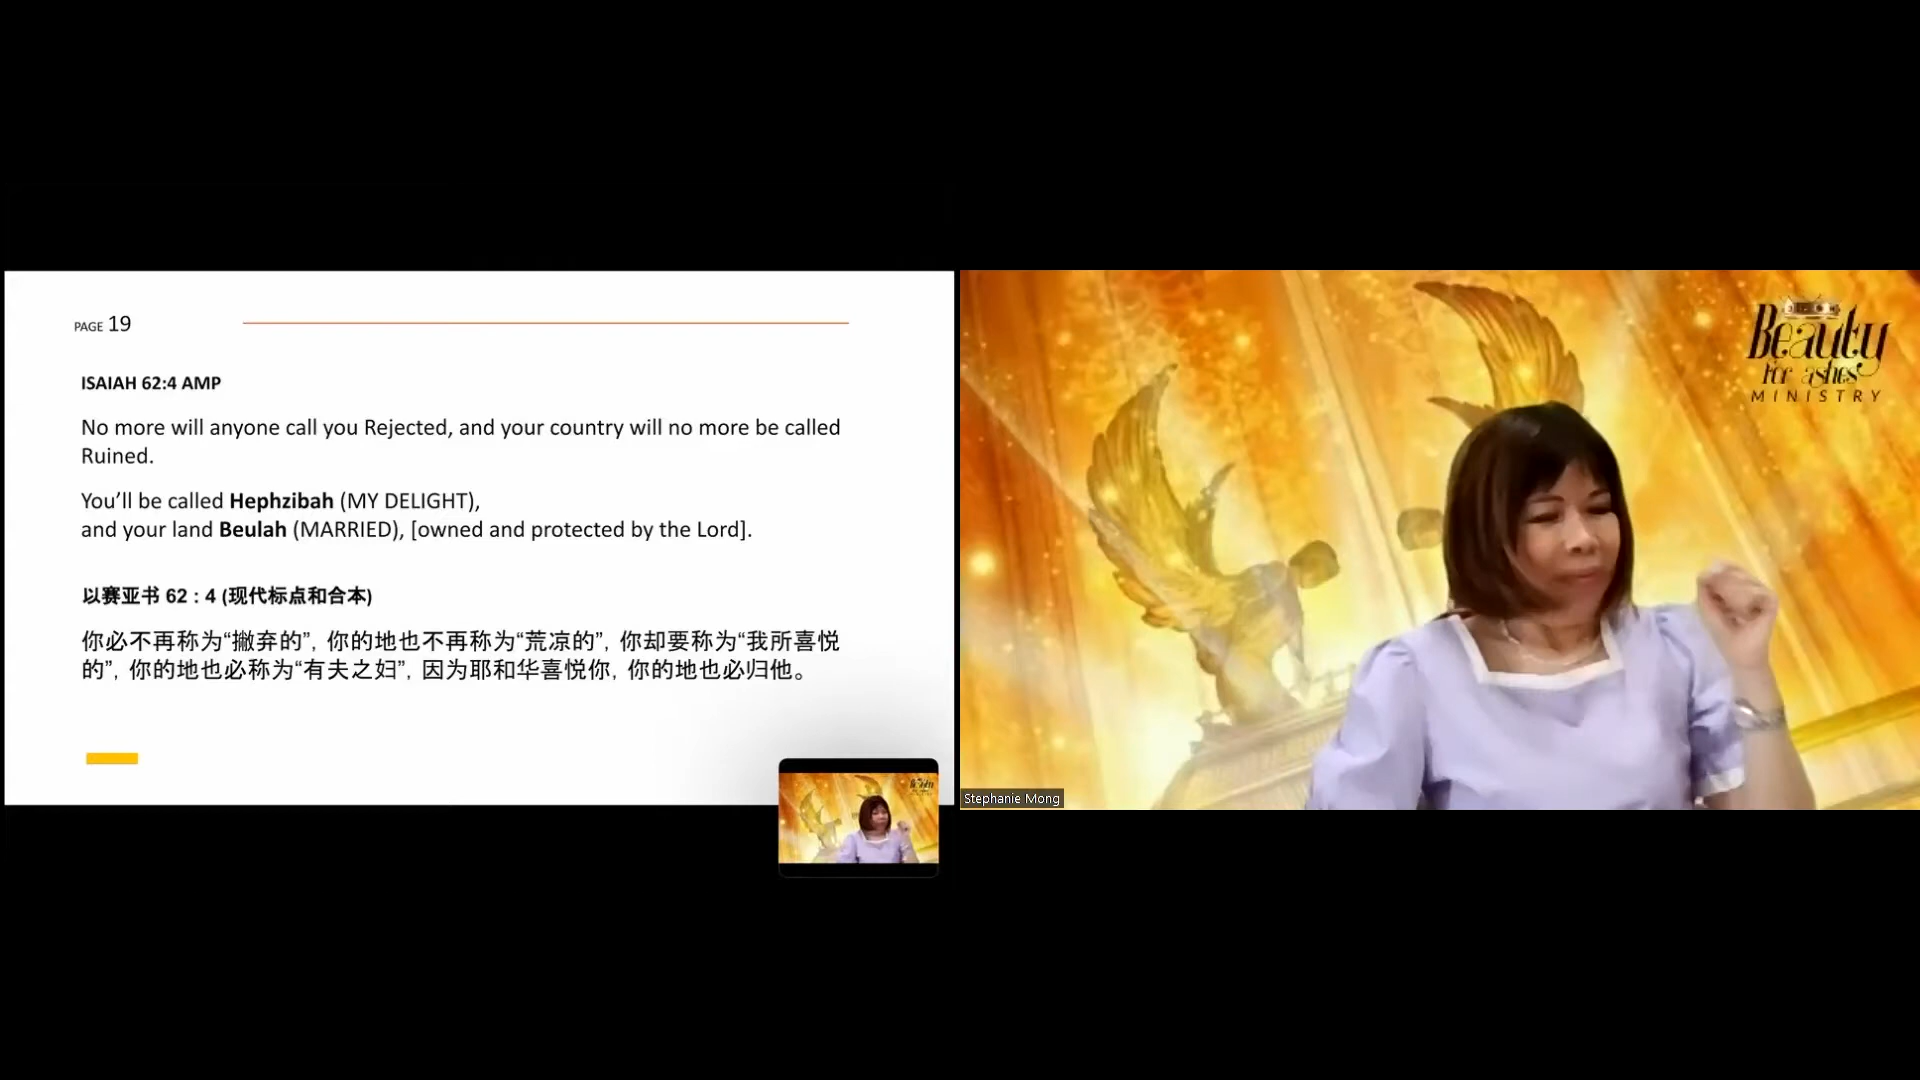 PAGE 19
ISAIAH 62:4 AMP
No more will anyone call you Rejected, and your country will no more be called
Ruined.
You’ll be called Hephzibah (MY DELIGHT),
and your land Beulah (MARRIED), [owned and protected by the Lord].
以赛亚书 62 : 4 (现代标点和合本)
你必不再称为“撇弃的”, 你的地也不再称为“荒凉的”, 你却要称为“我所喜悦
的”, 你的地也必称为“有夫之妇”, 因为耶和华喜悦你, 你的地也必归他。
Beauty
For ashes
MINISTRY
Stephanie Mong